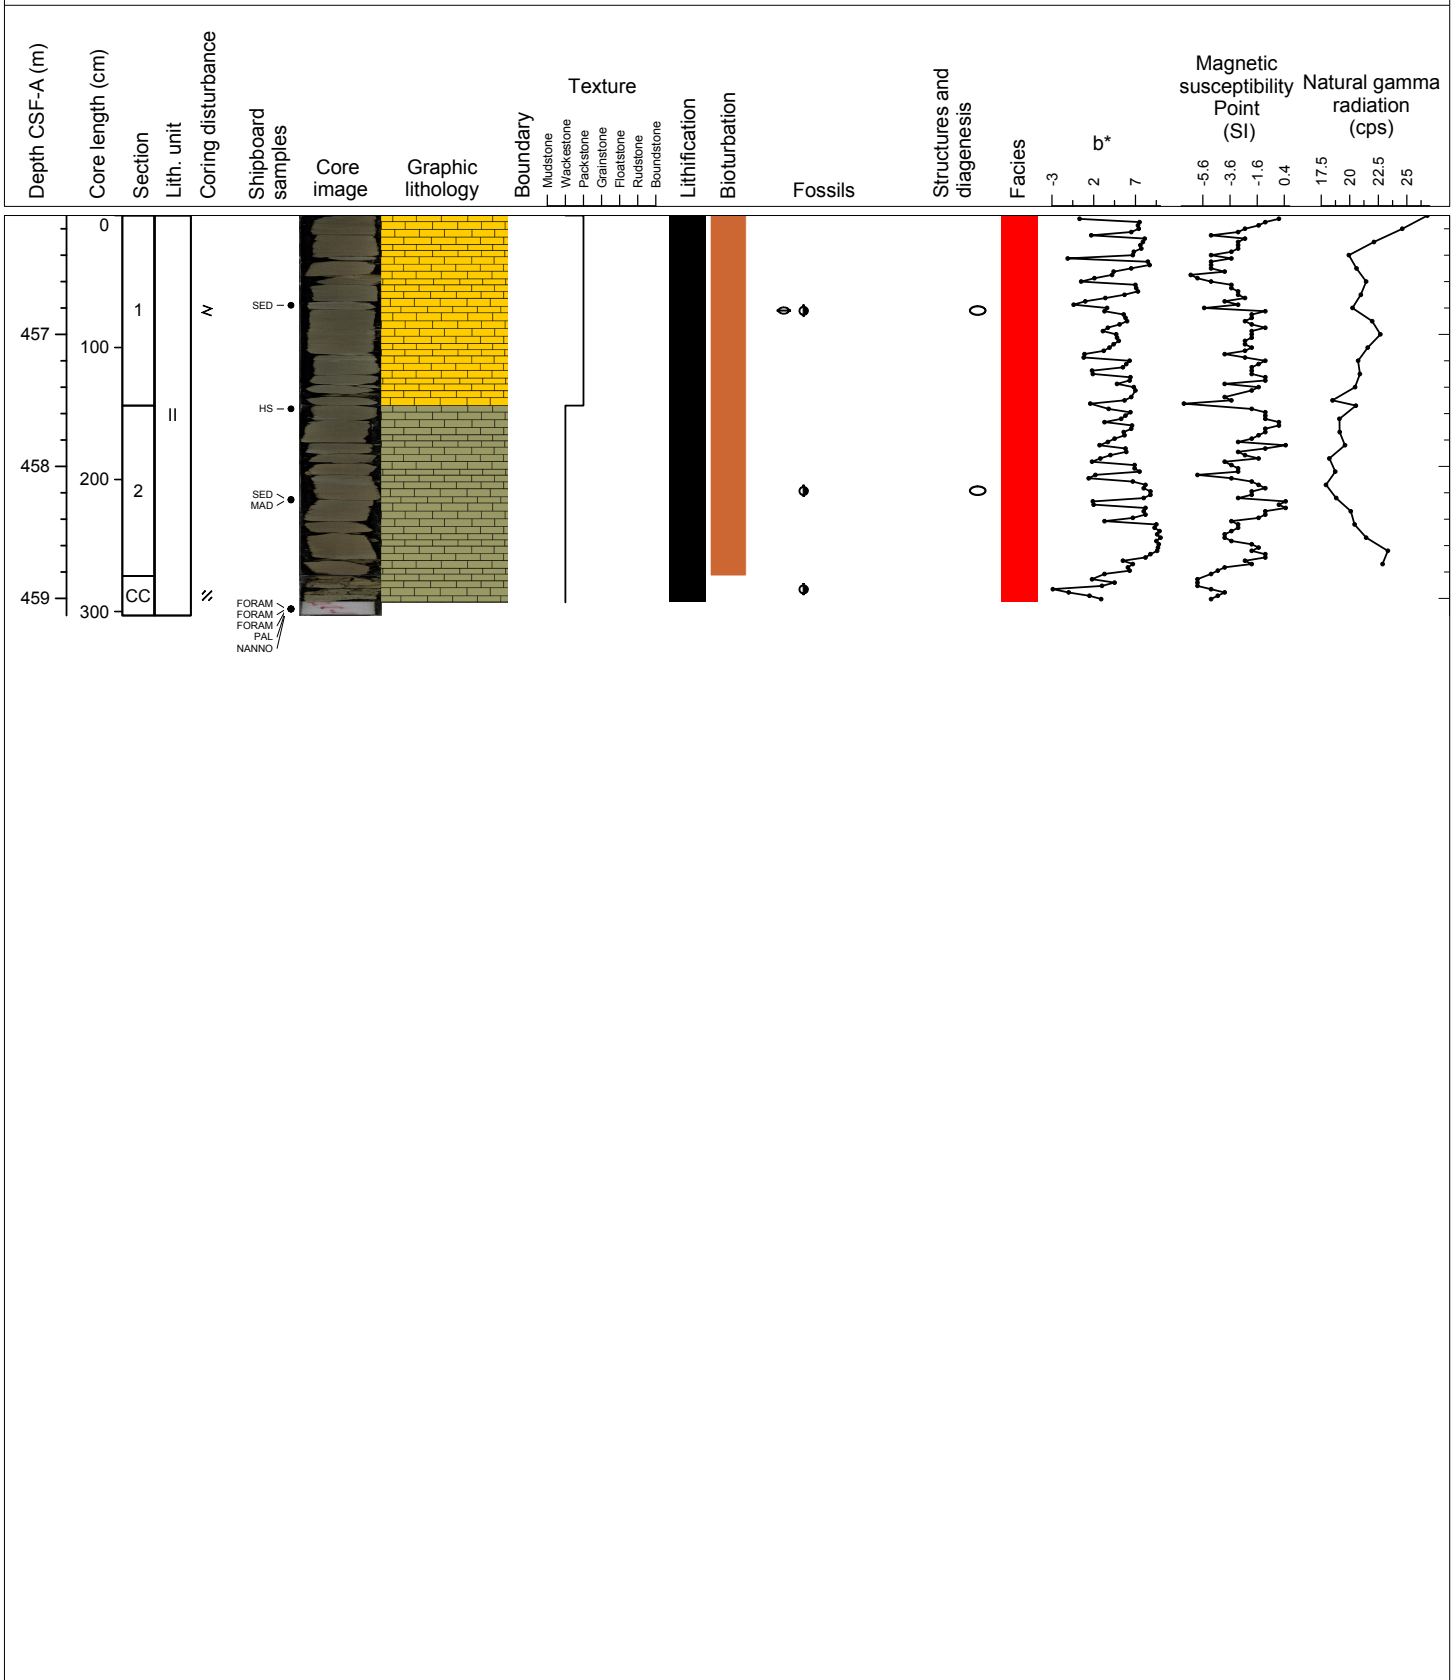 Depth CSF-A (m)
Core length (cm)
Section
Lith. unit
Coring disturbance
Shipboard
samples
Core
image
Graphic
lithology
Boundary
Texture
Mudstone
Wackestone
Packstone
Grainstone
Floatstone
Rudstone
Boundstone
Lithification
Bioturbation
Fossils
Structures and
diagenesis
Facies
b*
-3
2
7
Magnetic
susceptibility
Point
(SI)
-5.6
-3.6
-1.6
0.4
Natural gamma
radiation
(cps)
17.5
20
22.5
25
0
1
SED
457
100
HS
II
458
200
2
SED
MAD
459
CC
300
FORAM
FORAM
FORAM
PAL
NANNO